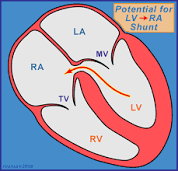 Potential for
LV → RA
Shunt
LA
MV
RA
TV
LV
RV